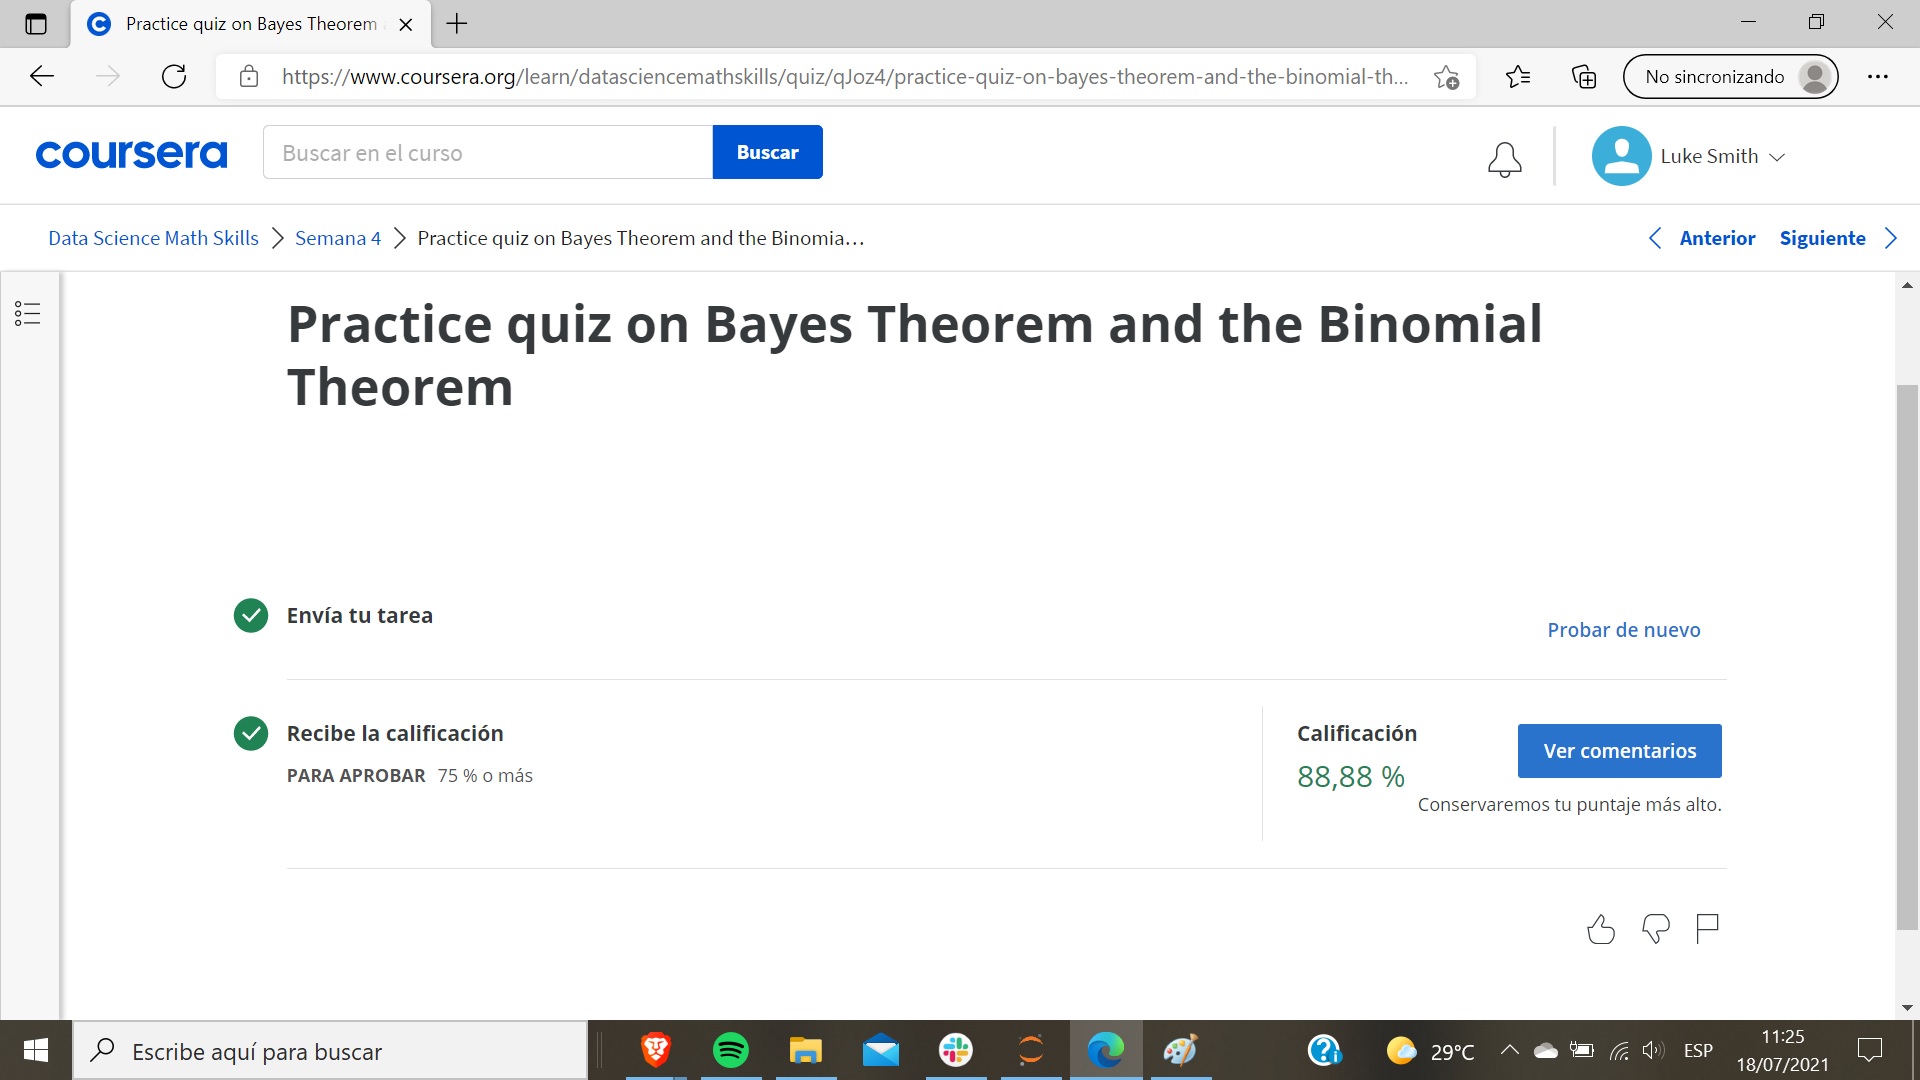 Practice quiz on Bayes Theorem
https://www.coursera.org/learn/datasciencemathskills/quiz/qJoz4/practice-quiz-on-bayes-theorem-and-the-binomial-th...
No sincronizando
coursera
Buscar en el curso
Buscar
Luke Smith
Data Science Math Skills
Semana 4
Practice quiz on Bayes Theorem and the Binomia...
Anterior
Siguiente
Practice quiz on Bayes Theorem and the Binomial
Theorem
Envía tu tarea
Probar de nuevo
Recibe la calificación
PARA APROBAR 75 % o más
Calificación
88,88 %
Ver comentarios
Conservaremos tu puntaje más alto.
Escribe aquí para buscar
29°C
ESP
11:25
18/07/2021